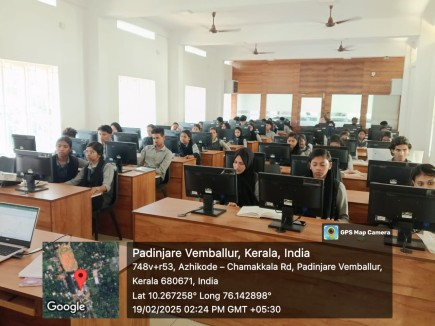 GPS Map Camera
Padinjare Vemballur, Kerala, India
748v+r53, Azhikode – Chamakkala Rd, Padinjare Vemballur,
Kerala 680671, India
Lat 10.267258° Long 76.142898°
19/02/2025 02:24 PM GMT +05:30
Google